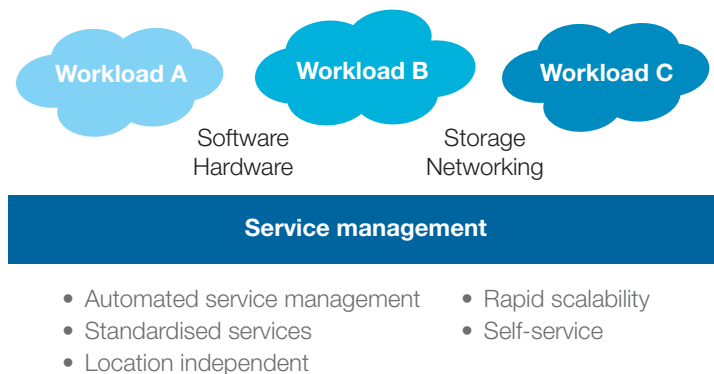 Workload A
Workload B
Workload C
Software
Hardware
Storage
Networking
Service management
• Automated service management
• Standardised services
• Location independent
• Rapid scalability
• Self-service